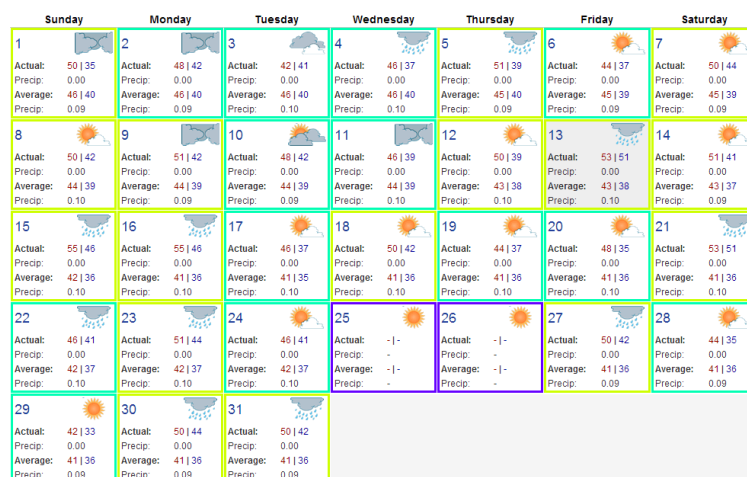 Sunday Monday Tuesday Wednesday Thursday Friday Saturday
1 2 3 4 5 6 7
Actual: 50 | 35 Actual: 48 | 42 Actual: 42 | 41 Actual: 46 | 37 Actual: 51 | 39 Actual: 44 | 37 Actual: 50 | 44
Precip: 0.00 Precip: 0.00 Precip: 0.00 Precip: 0.00 Precip: 0.00 Precip: 0.00 Precip: 0.00
Average: 46 | 40 Average: 46 | 40 Average: 46 | 40 Average: 46 | 40 Average: 45 | 40 Average: 45 | 39 Average: 45 | 39
Precip: 0.09 Precip: 0.09 Precip: 0.10 Precip: 0.10 Precip: 0.09 Precip: 0.09 Precip: 0.09
8 9 10 11 12 13 14
Actual: 50 | 42 Actual: 51 | 42 Actual: 48 | 42 Actual: 46 | 39 Actual: 50 | 39 Actual: 53 | 51 Actual: 51 | 41
Precip: 0.00 Precip: 0.00 Precip: 0.00 Precip: 0.00 Precip: 0.00 Precip: 0.00 Precip: 0.00
Average: 44 | 39 Average: 44 | 39 Average: 44 | 39 Average: 44 | 39 Average: 43 | 38 Average: 43 | 38 Average: 43 | 37
Precip: 0.10 Precip: 0.09 Precip: 0.09 Precip: 0.10 Precip: 0.10 Precip: 0.10 Precip: 0.09
15 16 17 18 19 20 21
Actual: 55 | 46 Actual: 55 | 46 Actual: 46 | 37 Actual: 50 | 42 Actual: 44 | 37 Actual: 48 | 35 Actual: 53 | 51
Precip: 0.00 Precip: 0.00 Precip: 0.00 Precip: 0.00 Precip: 0.00 Precip: 0.00 Precip: 0.00
Average: 42 | 36 Average: 41 | 36 Average: 41 | 35 Average: 41 | 36 Average: 41 | 36 Average: 41 | 36 Average: 41 | 36
Precip: 0.10 Precip: 0.10 Precip: 0.10 Precip: 0.10 Precip: 0.10 Precip: 0.10 Precip: 0.10
22 23 24 25 26 27 28
Actual: 46 | 41 Actual: 51 | 44 Actual: 46 | 41 Actual: - | - Actual: - | - Actual: 50 | 42 Actual: 44 | 35
Precip: 0.00 Precip: 0.00 Precip: 0.00 Precip: - Precip: - Precip: 0.00 Precip: 0.00
Average: 42 | 37 Average: 42 | 37 Average: 42 | 37 Average: - | - Average: - | - Average: 41 | 36 Average: 41 | 36
Precip: 0.10 Precip: 0.10 Precip: 0.10 Precip: - Precip: - Precip: 0.09 Precip: 0.09
29 30 31
Actual: 42 | 33 Actual: 50 | 44 Actual: 50 | 42
Precip: 0.00 Precip: 0.00 Precip: 0.00
Average: 41 | 36 Average: 41 | 36 Average: 41 | 36
Precip: 0.09 Precip: 0.09 Precip: 0.09